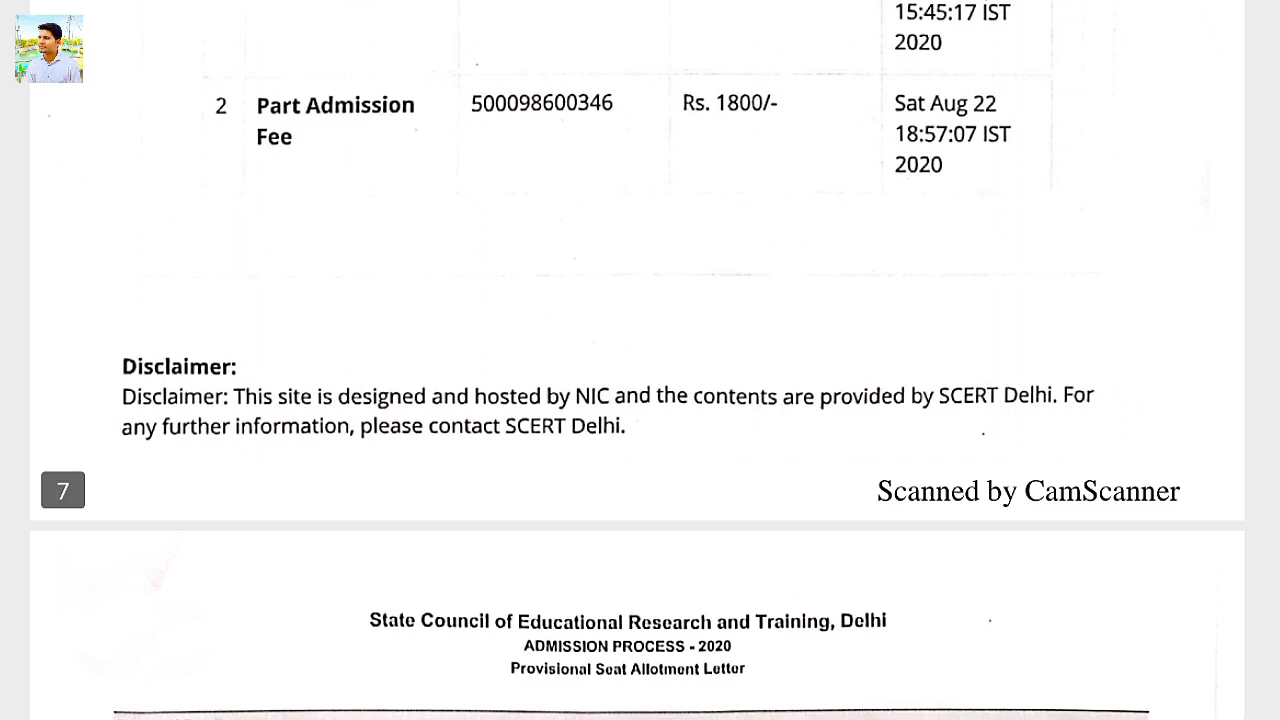 15:45:17 IST
2020
2 Part Admission 500098600346 Rs. 1800/- Sat Aug 22
Fee 18:57:07 IST
2020
Disclaimer:
Disclaimer: This site is designed and hosted by NIC and the contents are provided by SCERT Delhi. For
any further information, please contact SCERT Delhi.
7 Scanned by CamScanner
State Council of Educational Research and Training, Delhi
ADMISSION PROCESS - 2020
Provisional Seat Allotment Letter